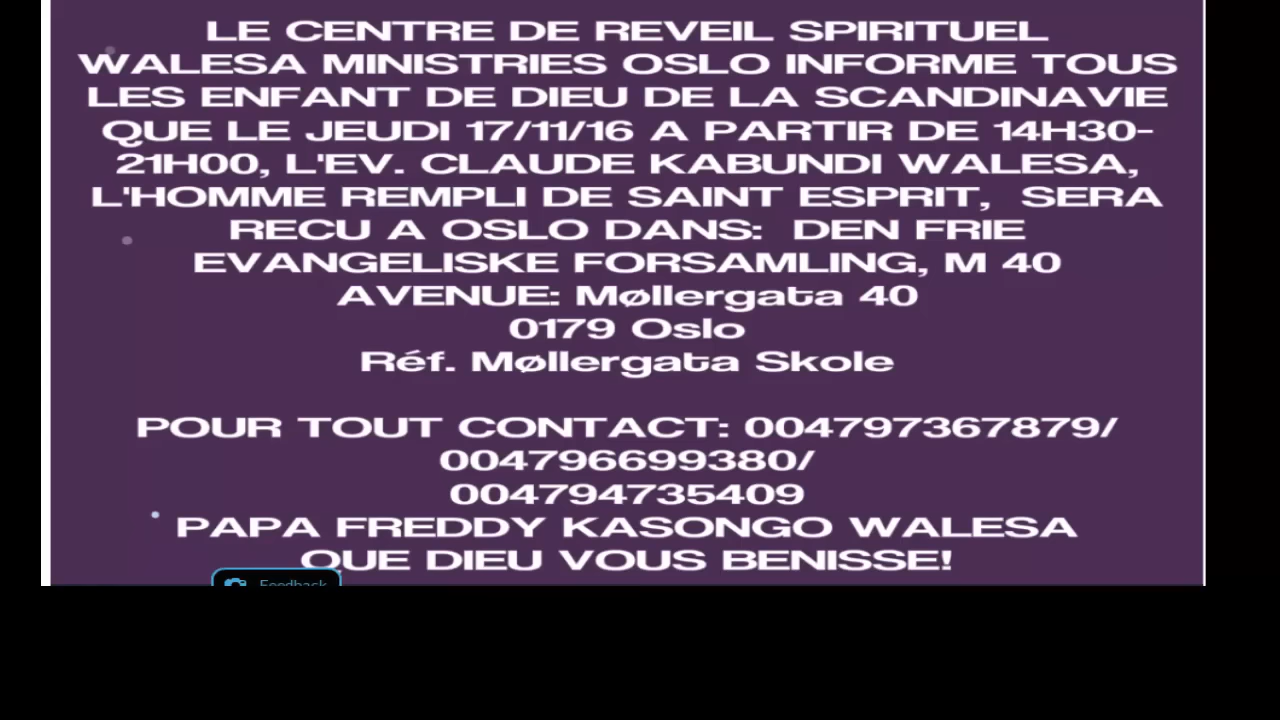 LE CENTRE DE REVEIL SPIRITUEL
WALESA MINISTRIES OSLO INFORME TOUS
LES ENFANT DE DIEU DE LA SCANDINAVIE
QUE LE JEUDI 17/11/16 A PARTIR DE 14H30-
21H00, L'EV. CLAUDE KABUNDI WALESA,
L'HOMME REMPLI DE SAINT ESPRIT, SERA
RECU A OSLO DANS: DEN FRIE
EVANGELISKE FORSAMLING, M 40
AVENUE: Møllergata 40
0179 Oslo
Réf. Møllergata Skole
POUR TOUT CONTACT: 004797367879/
004796699380/
004794735409
PAPA FREDDY KASONGO WALESA
QUE DIEU VOUS BENISSE!
Feedback